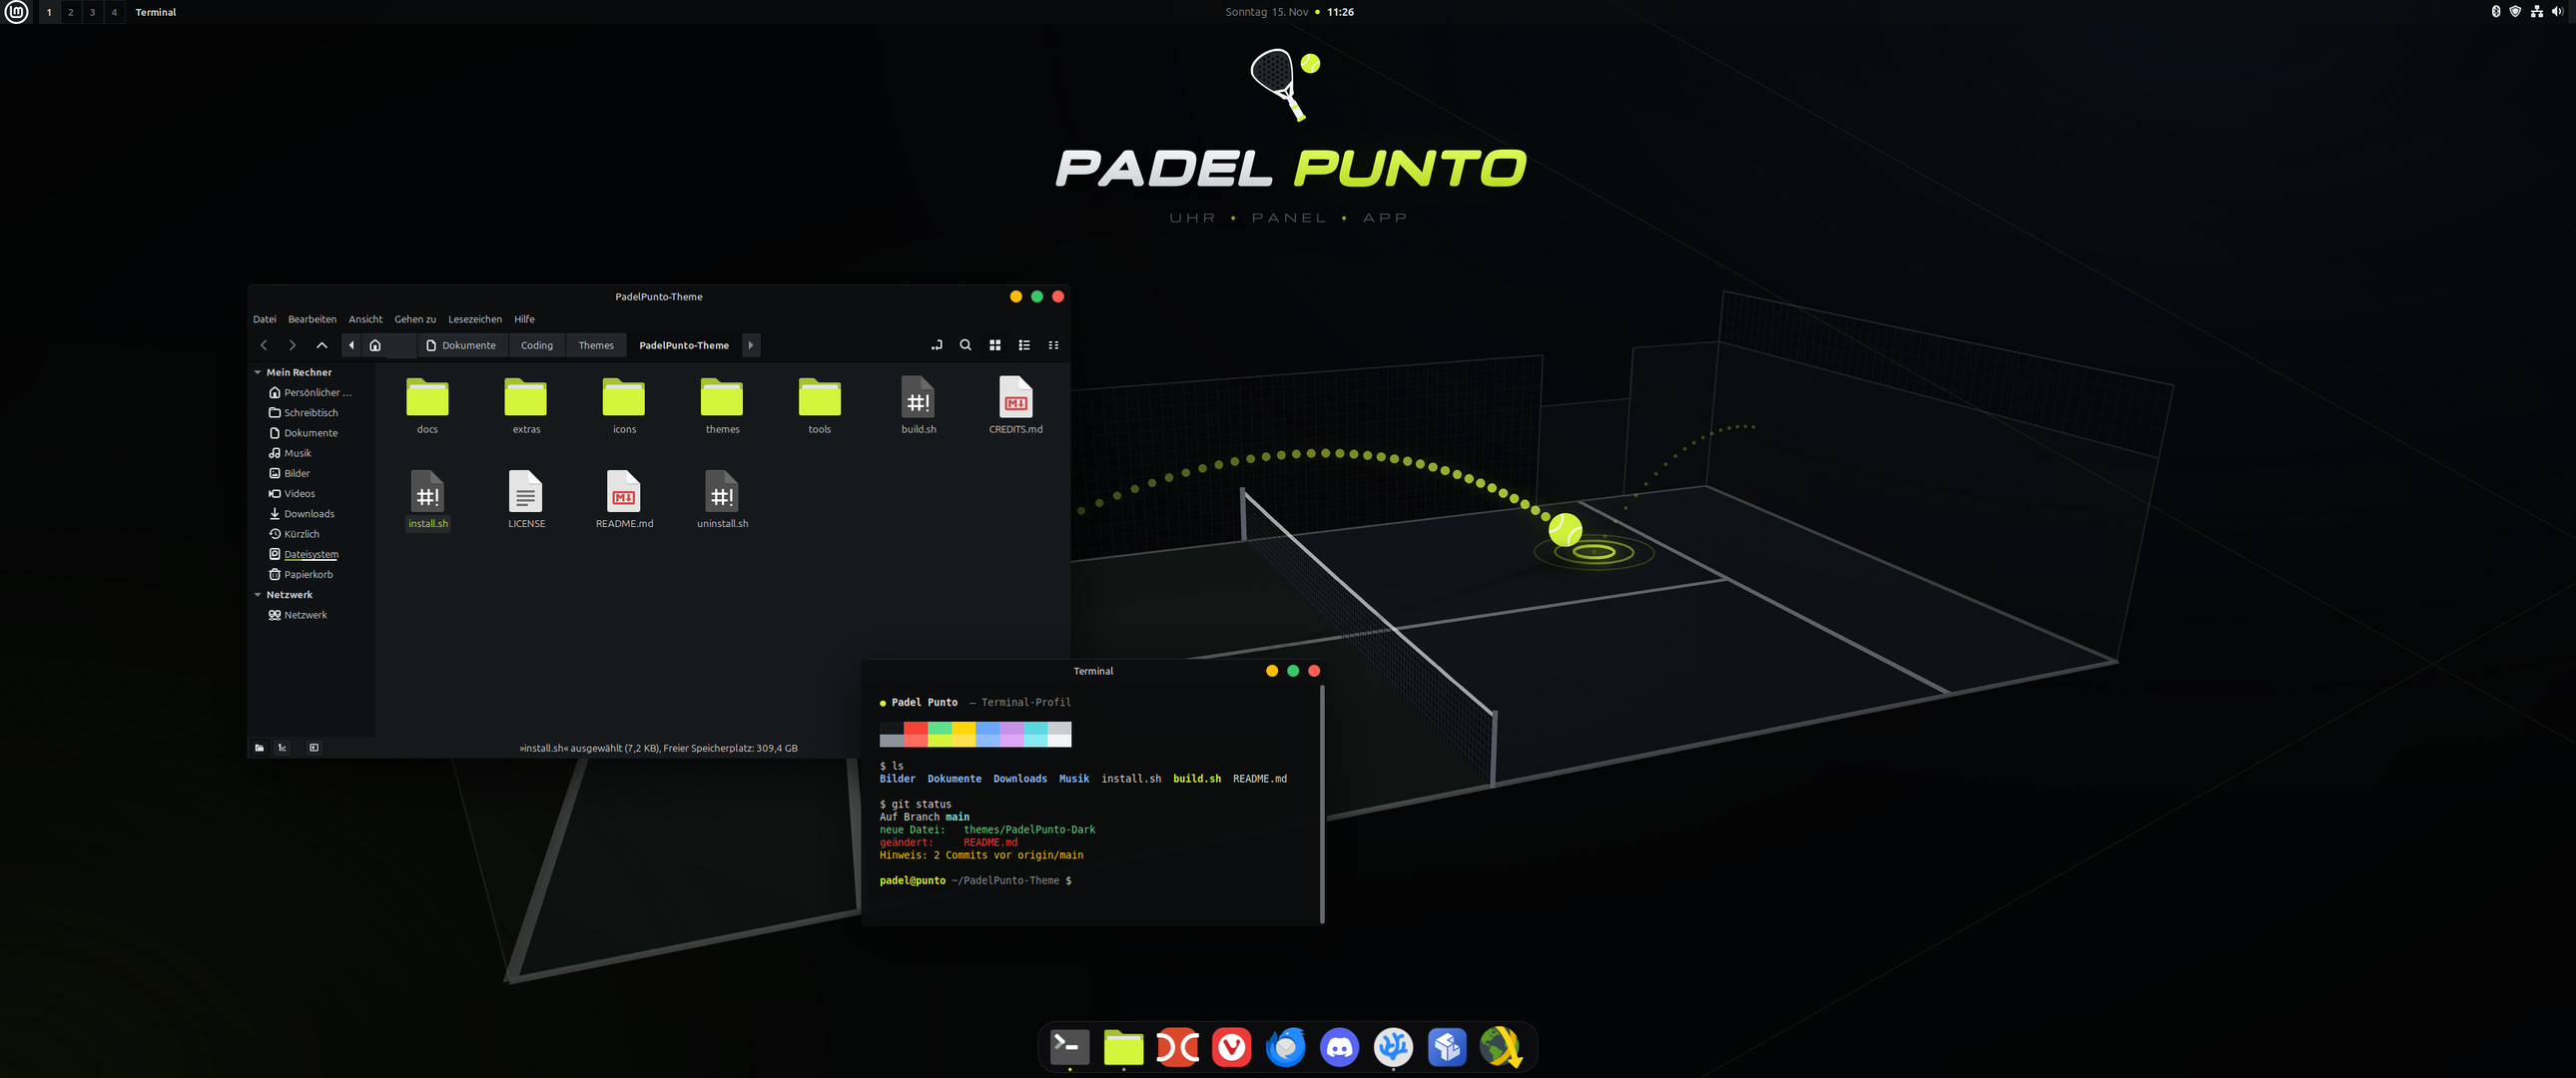 1 2 3 4 Terminal
Sonntag 15. Nov • 11:26
PADEL PUNTO
UHR • PANEL • APP
PadelPunto-Theme
Datei Bearbeiten Ansicht Gehen zu Lesezeichen Hilfe
Dokumente Coding Themes PadelPunto-Theme
Mein Rechner
Persönlicher ...
Schreibtisch
Dokumente
Musik
Bilder
Videos
Downloads
Kürzlich
Dateisystem
Papierkorb
Netzwerk
Netzwerk
docs extras icons themes tools build.sh CREDITS.md
install.sh LICENSE README.md uninstall.sh
»install.sh« ausgewählt (7,2 KB), Freier Speicherplatz: 309,4 GB
Terminal
● Padel Punto — Terminal-Profil
$ ls
Bilder Dokumente Downloads Musik install.sh build.sh README.md
$ git status
Auf Branch main
neue Datei: themes/PadelPunto-Dark
geändert: README.md
Hinweis: 2 Commits vor origin/main
padel@punto ~/PadelPunto-Theme $